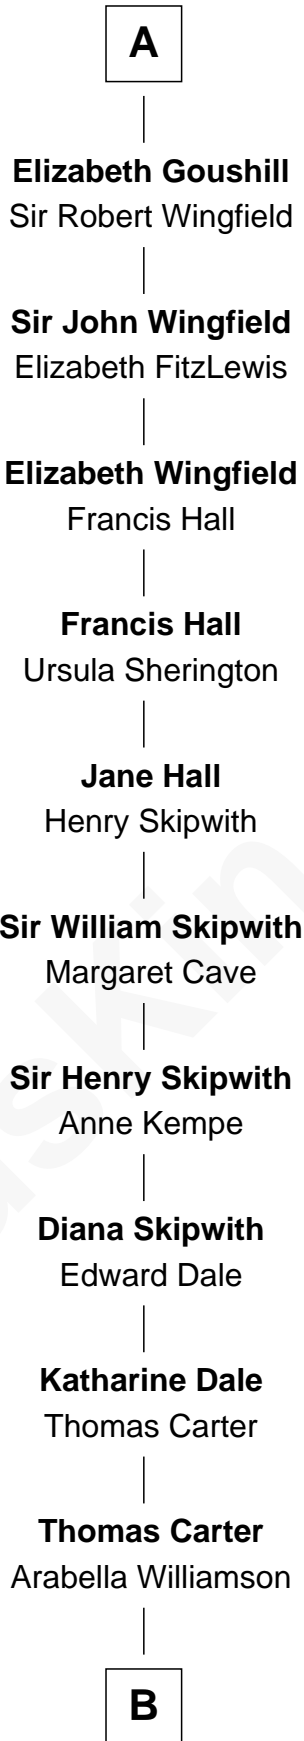 A
Elizabeth Goushill
Sir Robert Wingfield
Sir John Wingfield
Elizabeth FitzLewis
Elizabeth Wingfield
Francis Hall
Francis Hall
Ursula Sherington
Jane Hall
Henry Skipwith
Sir William Skipwith
Margaret Cave
Sir Henry Skipwith
Anne Kempe
Diana Skipwith
Edward Dale
Katharine Dale
Thomas Carter
Thomas Carter
Arabella Williamson
B